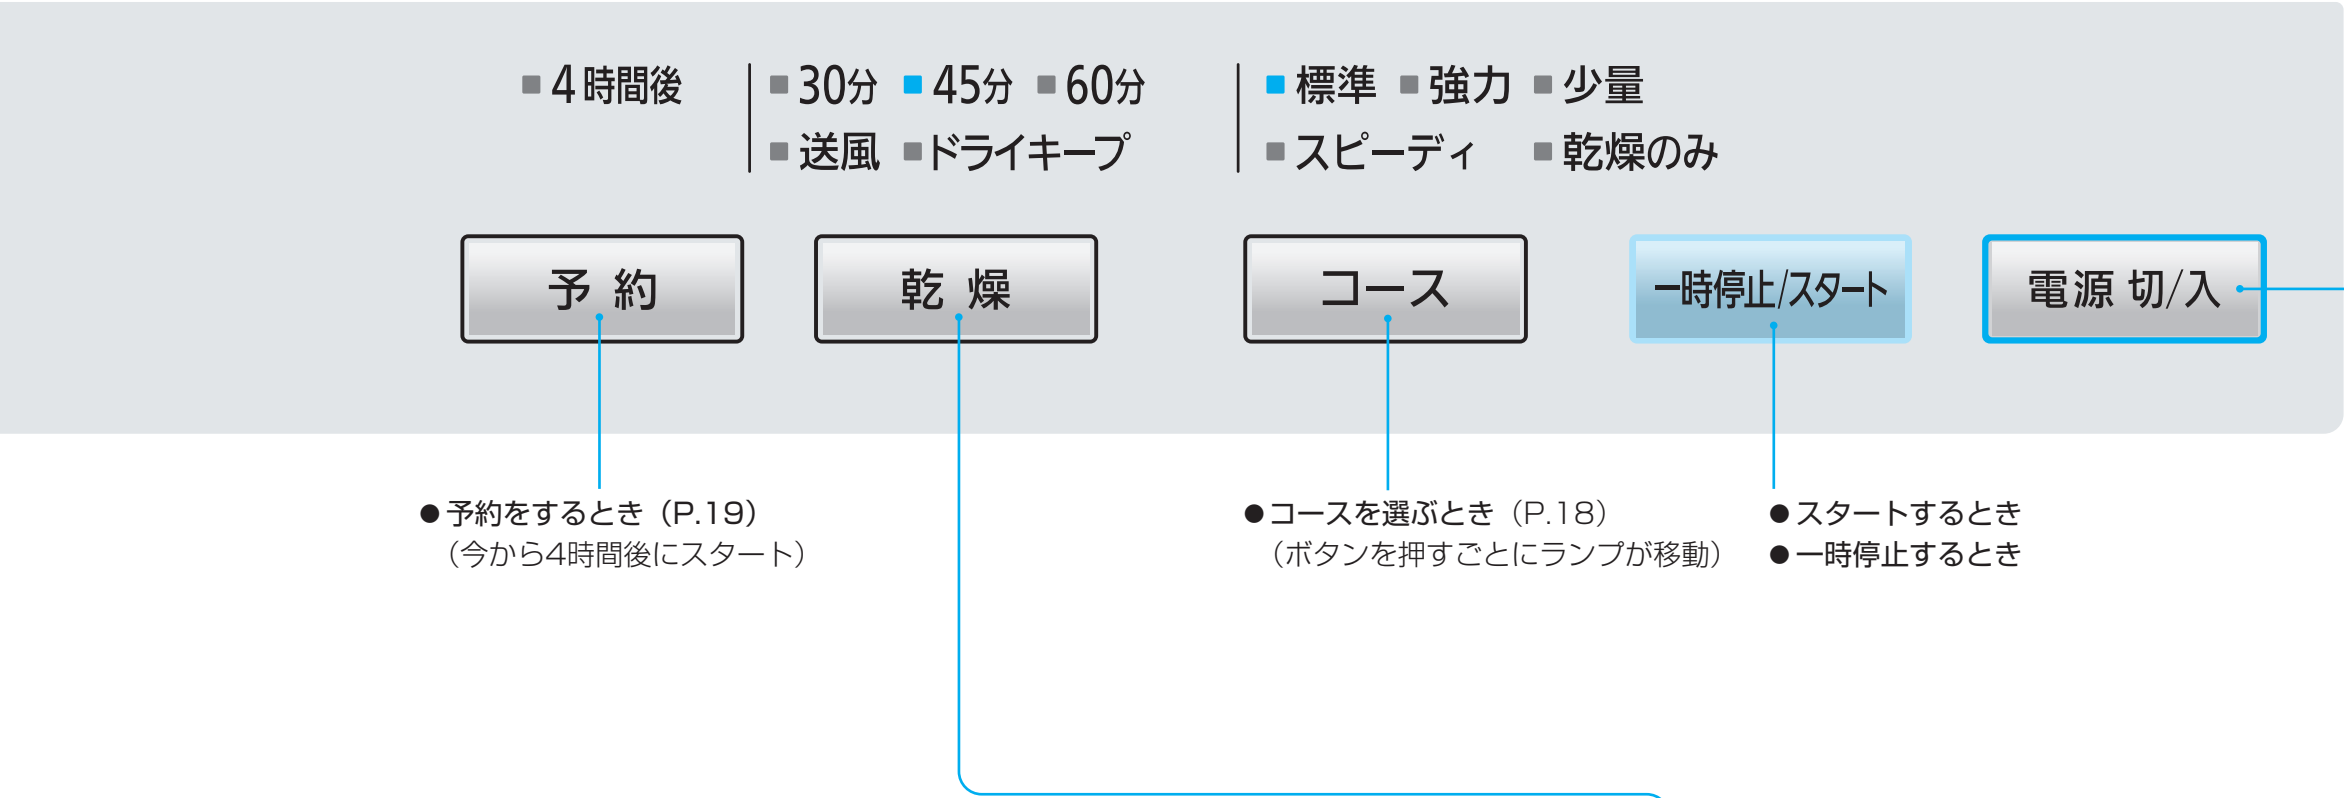 ■4時間後 ■30分 ■45分 ■60分 ■標準 ■強力 ■少量
■送風 ■ドライキープ ■スピーディ ■乾燥のみ
予約 乾燥 コース 一時停止/スタート 電源 切/入
●予約をするとき（P.19） ●コースを選ぶとき（P.18） ●スタートするとき
（今から4時間後にスタート） （ボタンを押すごとにランプが移動） ●一時停止するとき